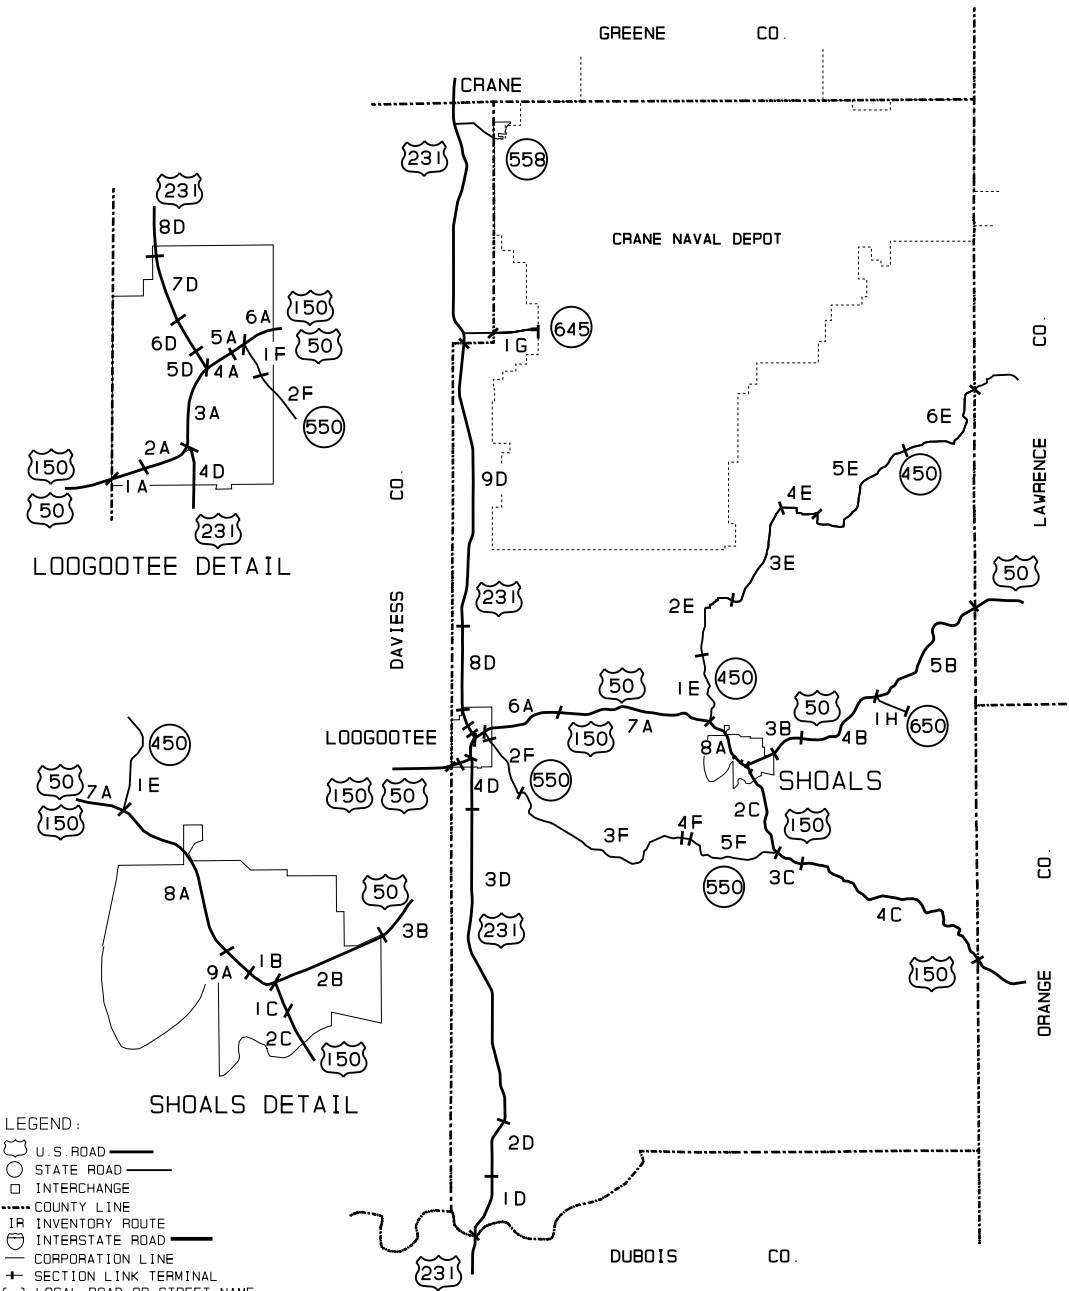 GREENE CO.
CRANE
231
558
CRANE NAVAL DEPOT
231
8D
7D
6A
150
50
6D
5A
1F
5D
4A
2F
550
3A
2A
4D
150
1A
50
231
LOOGOOTEE DETAIL
645
1G
CO.
LAWRENCE
6E
5E
450
4E
3E
2E
9D
CO.
DAVIESS
231
8D
50
5B
1E
450
50
6A
7A
150
1H
650
3B
4B
8A
LOOGOOTEE
2F
550
SHOALS
4D
150
50
2C
150
3F
4F
5F
3C
550
4C
CO.
ORANGE
150
3D
231
450
50
7A
1E
150
8A
50
3B
1B
9A
2B
1C
2C
150
SHOALS DETAIL
2D
1D
231
DUBOIS CO.
LEGEND:
U.S.ROAD
STATE ROAD
INTERCHANGE
COUNTY LINE
IR INVENTORY ROUTE
INTERSTATE ROAD
CORPORATION LINE
SECTION LINK TERMINAL